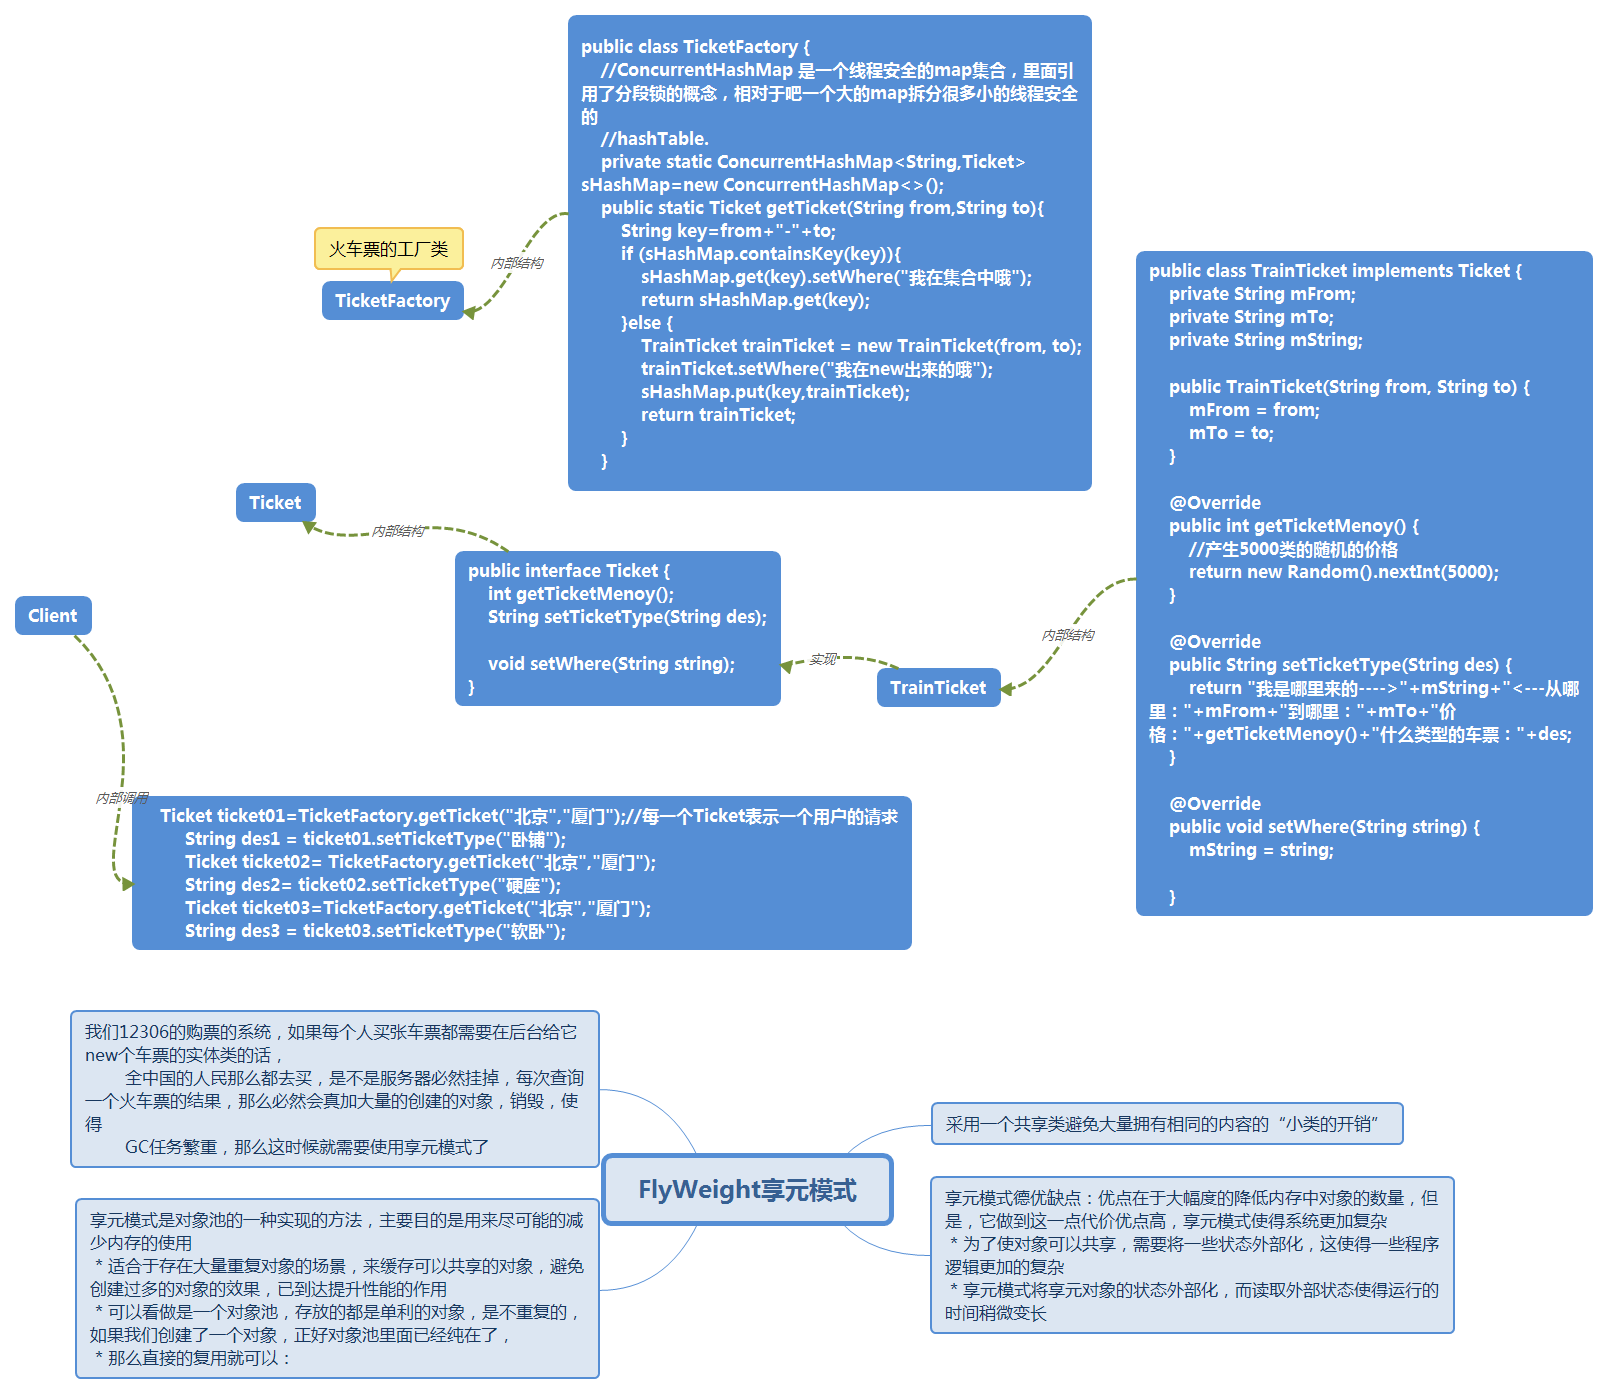 public class TicketFactory {
//ConcurrentHashMap 是一个线程安全的map集合，里面引
用了分段锁的概念，相对于吧一个大的map拆分很多小的线程安全
的
//hashTable.
private static ConcurrentHashMap<String,Ticket>
sHashMap=new ConcurrentHashMap<>();
public static Ticket getTicket(String from,String to){
String key=from+"-"+to;
if (sHashMap.containsKey(key)){
sHashMap.get(key).setWhere("我在集合中哦");
return sHashMap.get(key);
}else {
TrainTicket trainTicket = new TrainTicket(from, to);
trainTicket.setWhere("我在new出来的哦");
sHashMap.put(key,trainTicket);
return trainTicket;
}
}
火车票的工厂类
TicketFactory
内部结构
public class TrainTicket implements Ticket {
private String mFrom;
private String mTo;
private String mString;
public TrainTicket(String from, String to) {
mFrom = from;
mTo = to;
}
@Override
public int getTicketMenoy() {
//产生5000类的随机的价格
return new Random().nextInt(5000);
}
@Override
public String setTicketType(String des) {
return "我是哪里来的---->"+mString+"<---从哪
里："+mFrom+"到哪里："+mTo+"价
格："+getTicketMenoy()+"什么类型的车票："+des;
}
@Override
public void setWhere(String string) {
mString = string;
}
Ticket
内部结构
public interface Ticket {
int getTicketMenoy();
String setTicketType(String des);
void setWhere(String string);
}
实现
TrainTicket
内部结构
Client
内部调用
Ticket ticket01=TicketFactory.getTicket("北京","厦门");//每一个Ticket表示一个用户的请求
String des1 = ticket01.setTicketType("卧铺");
Ticket ticket02= TicketFactory.getTicket("北京","厦门");
String des2= ticket02.setTicketType("硬座");
Ticket ticket03=TicketFactory.getTicket("北京","厦门");
String des3 = ticket03.setTicketType("软卧");
我们12306的购票的系统，如果每个人买张车票都需要在后台给它
new个车票的实体类的话，
全中国的人民那么都去买，是不是服务器必然挂掉，每次查询
一个火车票的结果，那么必然会真加大量的创建的对象，销毁，使
得
GC任务繁重，那么这时候就需要使用享元模式了
享元模式是对象池的一种实现的方法，主要目的是用来尽可能的减
少内存的使用
* 适合于存在大量重复对象的场景，来缓存可以共享的对象，避免
创建过多的对象的效果，已到达提升性能的作用
* 可以看做是一个对象池，存放的都是单利的对象，是不重复的，
如果我们创建了一个对象，正好对象池里面已经纯在了，
* 那么直接的复用就可以：
FlyWeight享元模式
采用一个共享类避免大量拥有相同的内容的“小类的开销”
享元模式德优缺点：优点在于大幅度的降低内存中对象的数量，但
是，它做到这一点代价优点高，享元模式使得系统更加复杂
* 为了使对象可以共享，需要将一些状态外部化，这使得一些程序
逻辑更加的复杂
* 享元模式将享元对象的状态外部化，而读取外部状态使得运行的
时间稍微变长